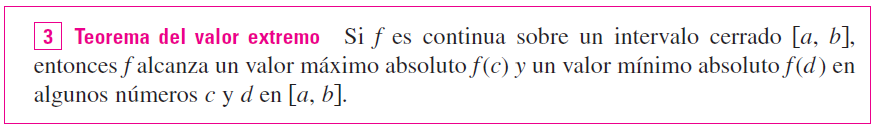 3 Teorema del valor extremo Si f es continua sobre un intervalo cerrado [a, b],
entonces f alcanza un valor máximo absoluto f(c) y un valor mínimo absoluto f(d) en
algunos números c y d en [a, b].